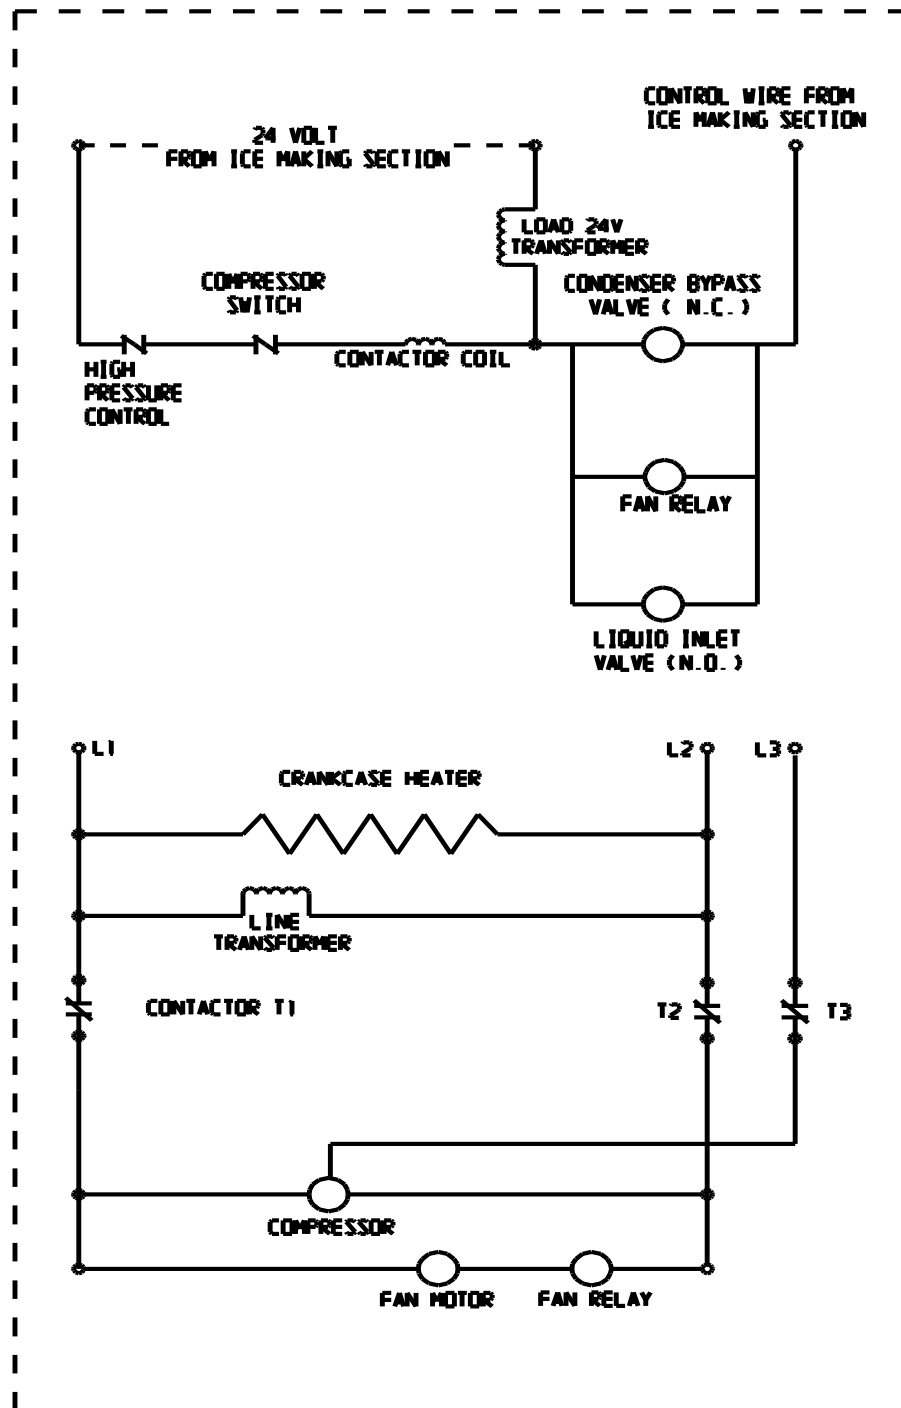 CONTROL WIRE FROM
ICE MAKING SECTION
24 VOLT
FROM ICE MAKING SECTION
LOAD 24V
TRANSFORMER
COMPRESSOR
SWITCH
CONDENSER BYPASS
VALVE ( N.C. )
HIGH
PRESSURE
CONTROL
CONTACTOR COIL
FAN RELAY
LIQUID INLET
VALVE (N.O. )
L1
L2
L3
CRANKCASE HEATER
LINE
TRANSFORMER
CONTACTOR T1
T2
T3
COMPRESSOR
FAN MOTOR
FAN RELAY